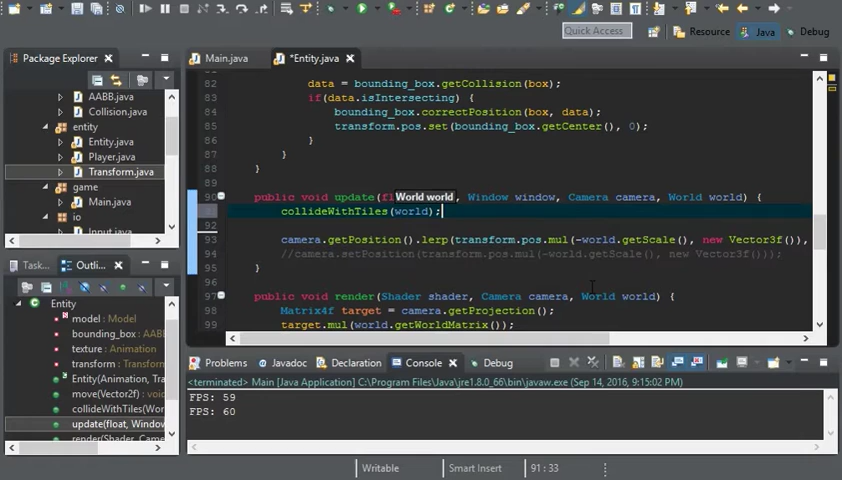 Quick Access
Resource
Java
Debug
Package Explorer
Main.java
*Entity.java
AABB.java
Collision.java
entity
Entity.java
Player.java
Transform.java
game
Main.java
io
Input.java
82 data = bounding_box.getCollision(box);
83 if(data.isIntersecting) {
84 bounding_box.correctPosition(box, data);
85 transform.pos.set(bounding_box.getCenter(), 0);
86 }
87 }
88 }
89
90 public void update(fl World world, Window window, Camera camera, World world) {
91 collideWithTiles(world);
92
93 camera.getPosition().lerp(transform.pos.mul(-world.getScale(), new Vector3f()),
94 //camera.setPosition(transform.pos.mul(-world.getScale(), new Vector3f()));
95 }
96
97 public void render(Shader shader, Camera camera, World world) {
98 Matrix4f target = camera.getProjection();
99 target.mul(world.getWorldMatrix());
Task...
Outli...
Entity
model : Model
bounding_box : AAB
texture : Animation
transform : Transform
Entity(Animation, Tra
move(Vector2f) : voi
collideWithTiles(Wor
update(float, Window
render(Shader, Came
Problems
Javadoc
Declaration
Console
Debug
<terminated> Main [Java Application] C:\Program Files\Java\jre1.8.0_66\bin\javaw.exe (Sep 14, 2016, 9:15:02 PM)
FPS: 59
FPS: 60
Writable
Smart Insert
91 : 33